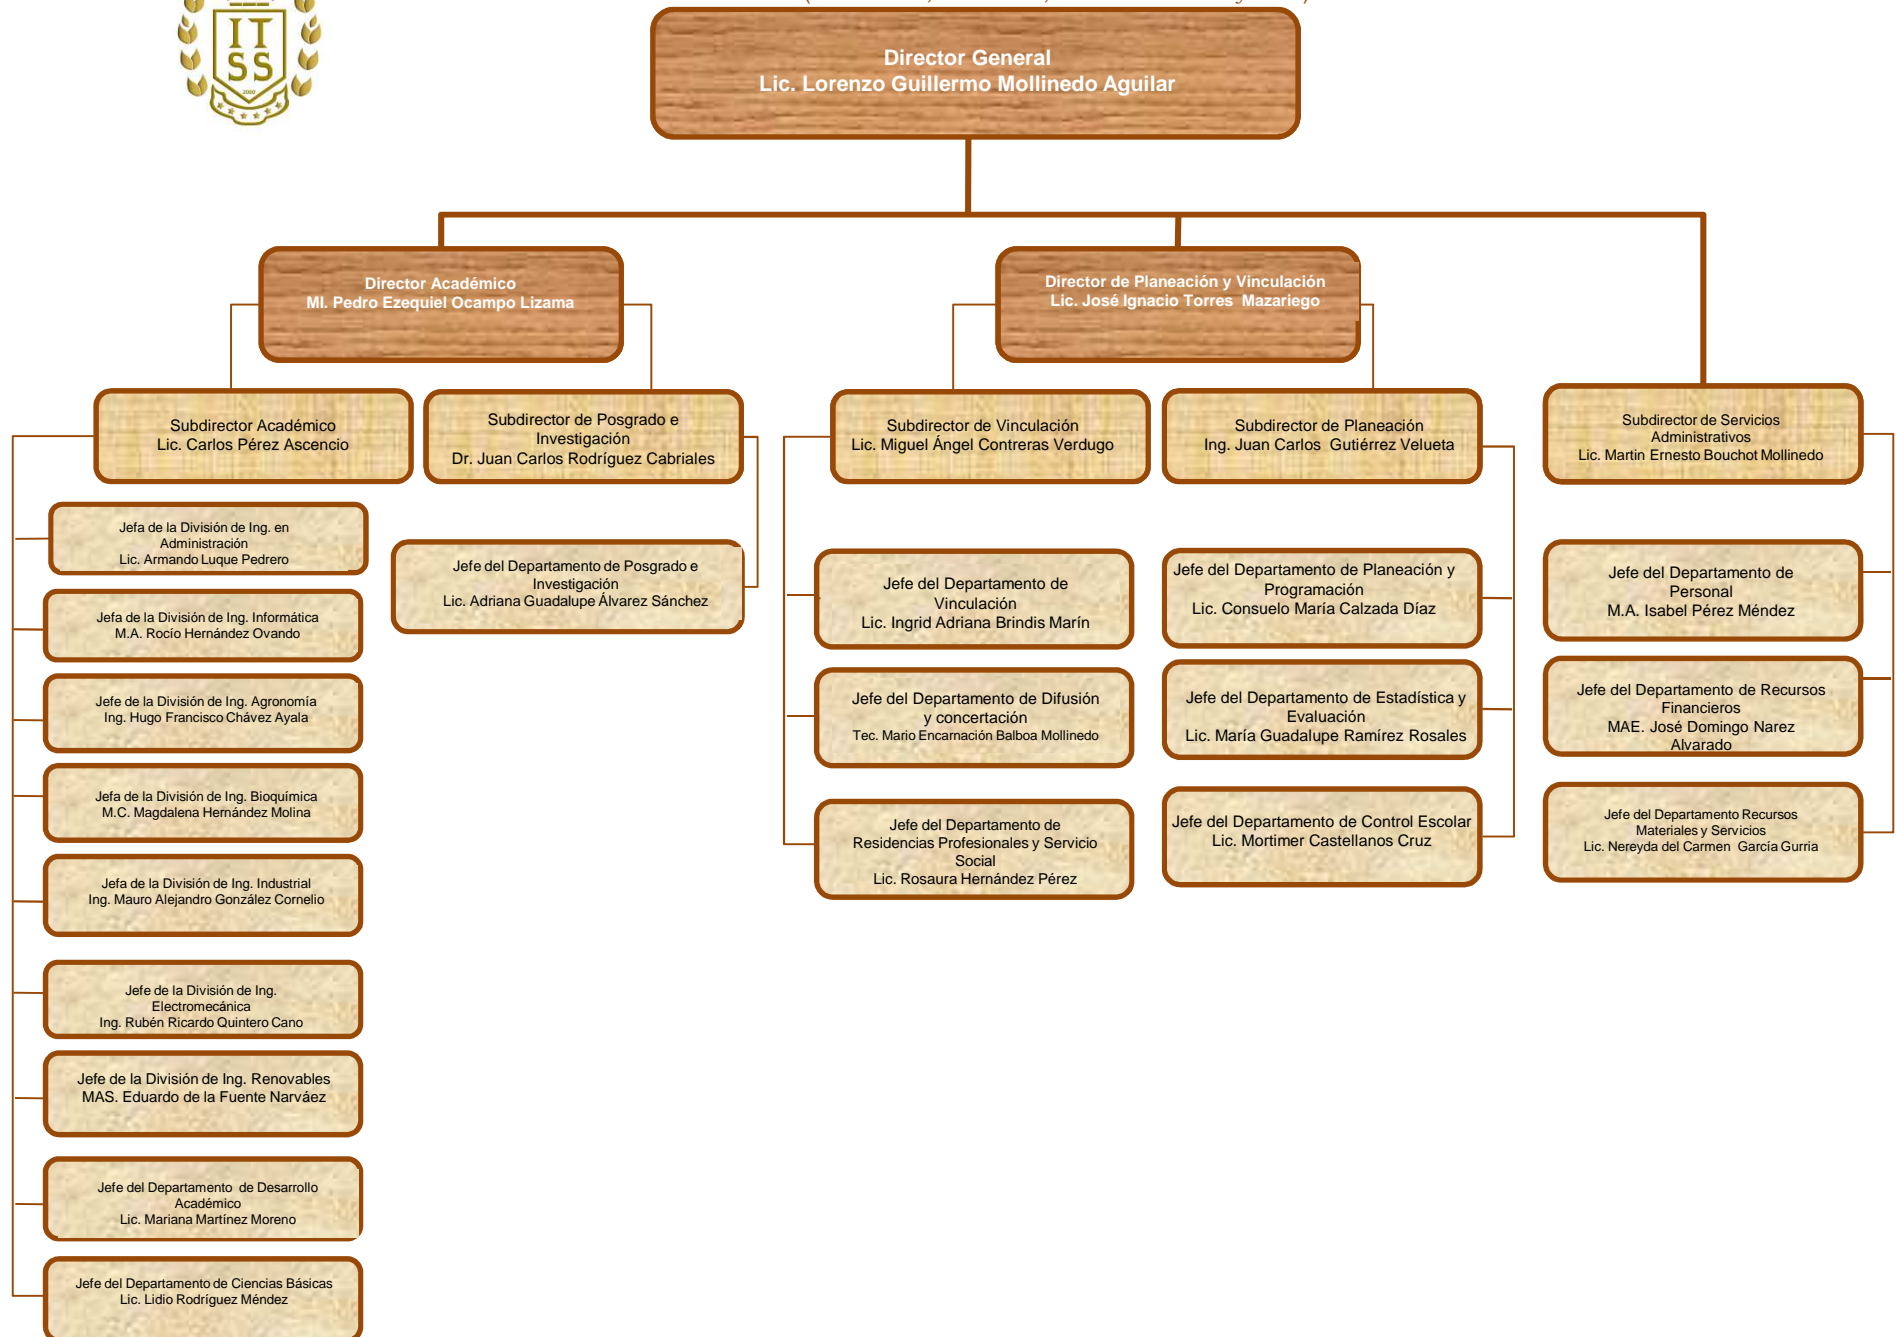 IT
SS
2000
Director General
Lic. Lorenzo Guillermo Mollinedo Aguilar
Director Académico
MI. Pedro Ezequiel Ocampo Lizama
Director de Planeación y Vinculación
Lic. José Ignacio Torres Mazariego
Subdirector Académico
Lic. Carlos Pérez Ascencio
Subdirector de Posgrado e
Investigación
Dr. Juan Carlos Rodríguez Cabriales
Subdirector de Vinculación
Lic. Miguel Ángel Contreras Verdugo
Subdirector de Planeación
Ing. Juan Carlos Gutiérrez Velueta
Subdirector de Servicios
Administrativos
Lic. Martin Ernesto Bouchot Mollinedo
Jefa de la División de Ing. en
Administración
Lic. Armando Luque Pedrero
Jefa de la División de Ing. Informática
M.A. Rocío Hernández Ovando
Jefe de la División de Ing. Agronomía
Ing. Hugo Francisco Chávez Ayala
Jefa de la División de Ing. Bioquímica
M.C. Magdalena Hernández Molina
Jefa de la División de Ing. Industrial
Ing. Mauro Alejandro González Cornelio
Jefe de la División de Ing.
Electromecánica
Ing. Rubén Ricardo Quintero Cano
Jefe de la División de Ing. Renovables
MAS. Eduardo de la Fuente Narváez
Jefe del Departamento de Desarrollo
Académico
Lic. Mariana Martínez Moreno
Jefe del Departamento de Ciencias Básicas
Lic. Lidio Rodríguez Méndez
Jefe del Departamento de Posgrado e
Investigación
Lic. Adriana Guadalupe Álvarez Sánchez
Jefe del Departamento de
Vinculación
Lic. Ingrid Adriana Brindis Marín
Jefe del Departamento de Difusión
y concertación
Tec. Mario Encarnación Balboa Mollinedo
Jefe del Departamento de
Residencias Profesionales y Servicio
Social
Lic. Rosaura Hernández Pérez
Jefe del Departamento de Planeación y
Programación
Lic. Consuelo María Calzada Díaz
Jefe del Departamento de Estadística y
Evaluación
Lic. María Guadalupe Ramírez Rosales
Jefe del Departamento de Control Escolar
Lic. Mortimer Castellanos Cruz
Jefe del Departamento de
Personal
M.A. Isabel Pérez Méndez
Jefe del Departamento de Recursos
Financieros
MAE. José Domingo Narez
Alvarado
Jefe del Departamento Recursos
Materiales y Servicios
Lic. Nereyda del Carmen García Gurria